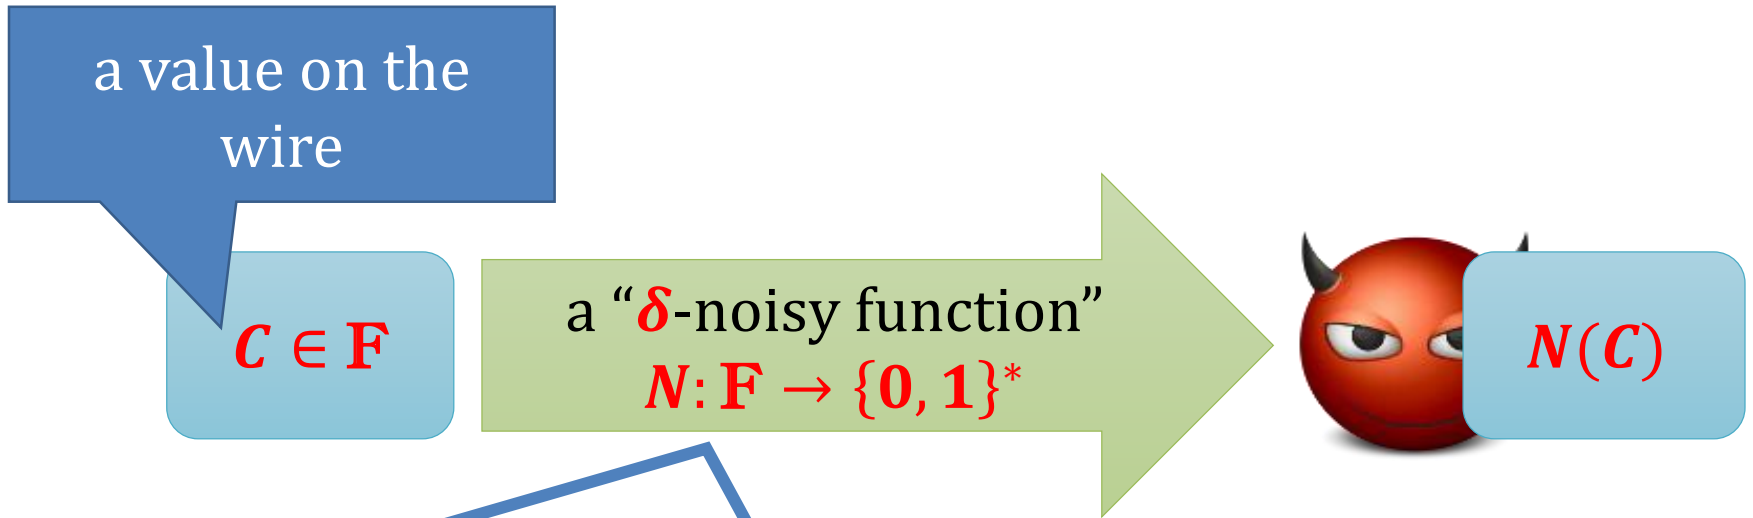 a value on the
wire
C ∈ F
a “δ-noisy function”
N: F → {0, 1}*
N(C)